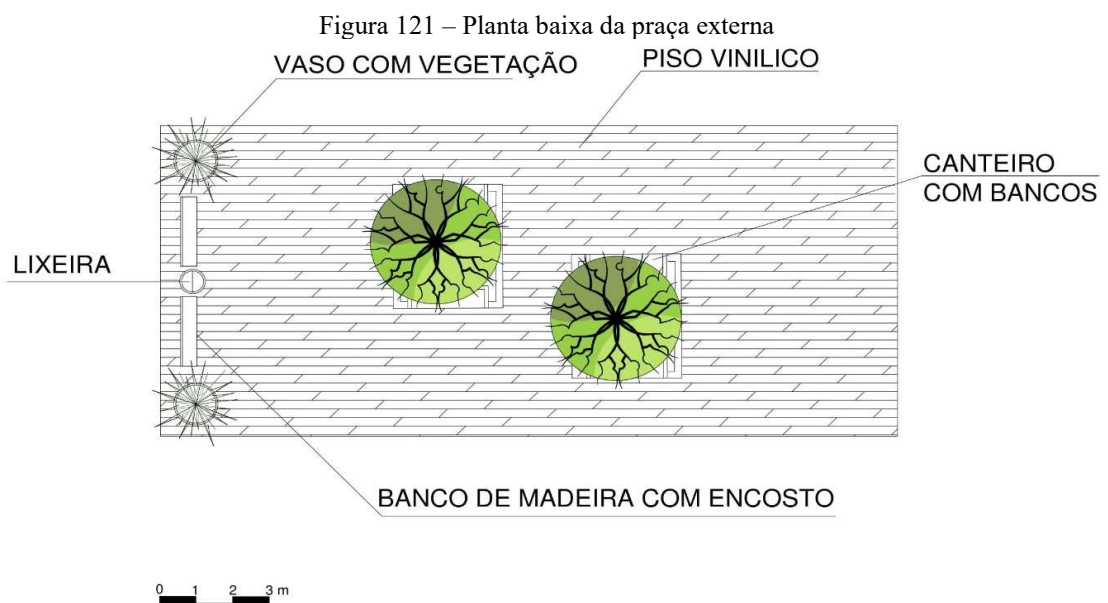 Figura 121 – Planta baixa da praça externa
VASO COM VEGETAÇÃO
PISO VINILICO
CANTEIRO
COM BANCOS
LIXEIRA
BANCO DE MADEIRA COM ENCOSTO
0 1 2 3 m